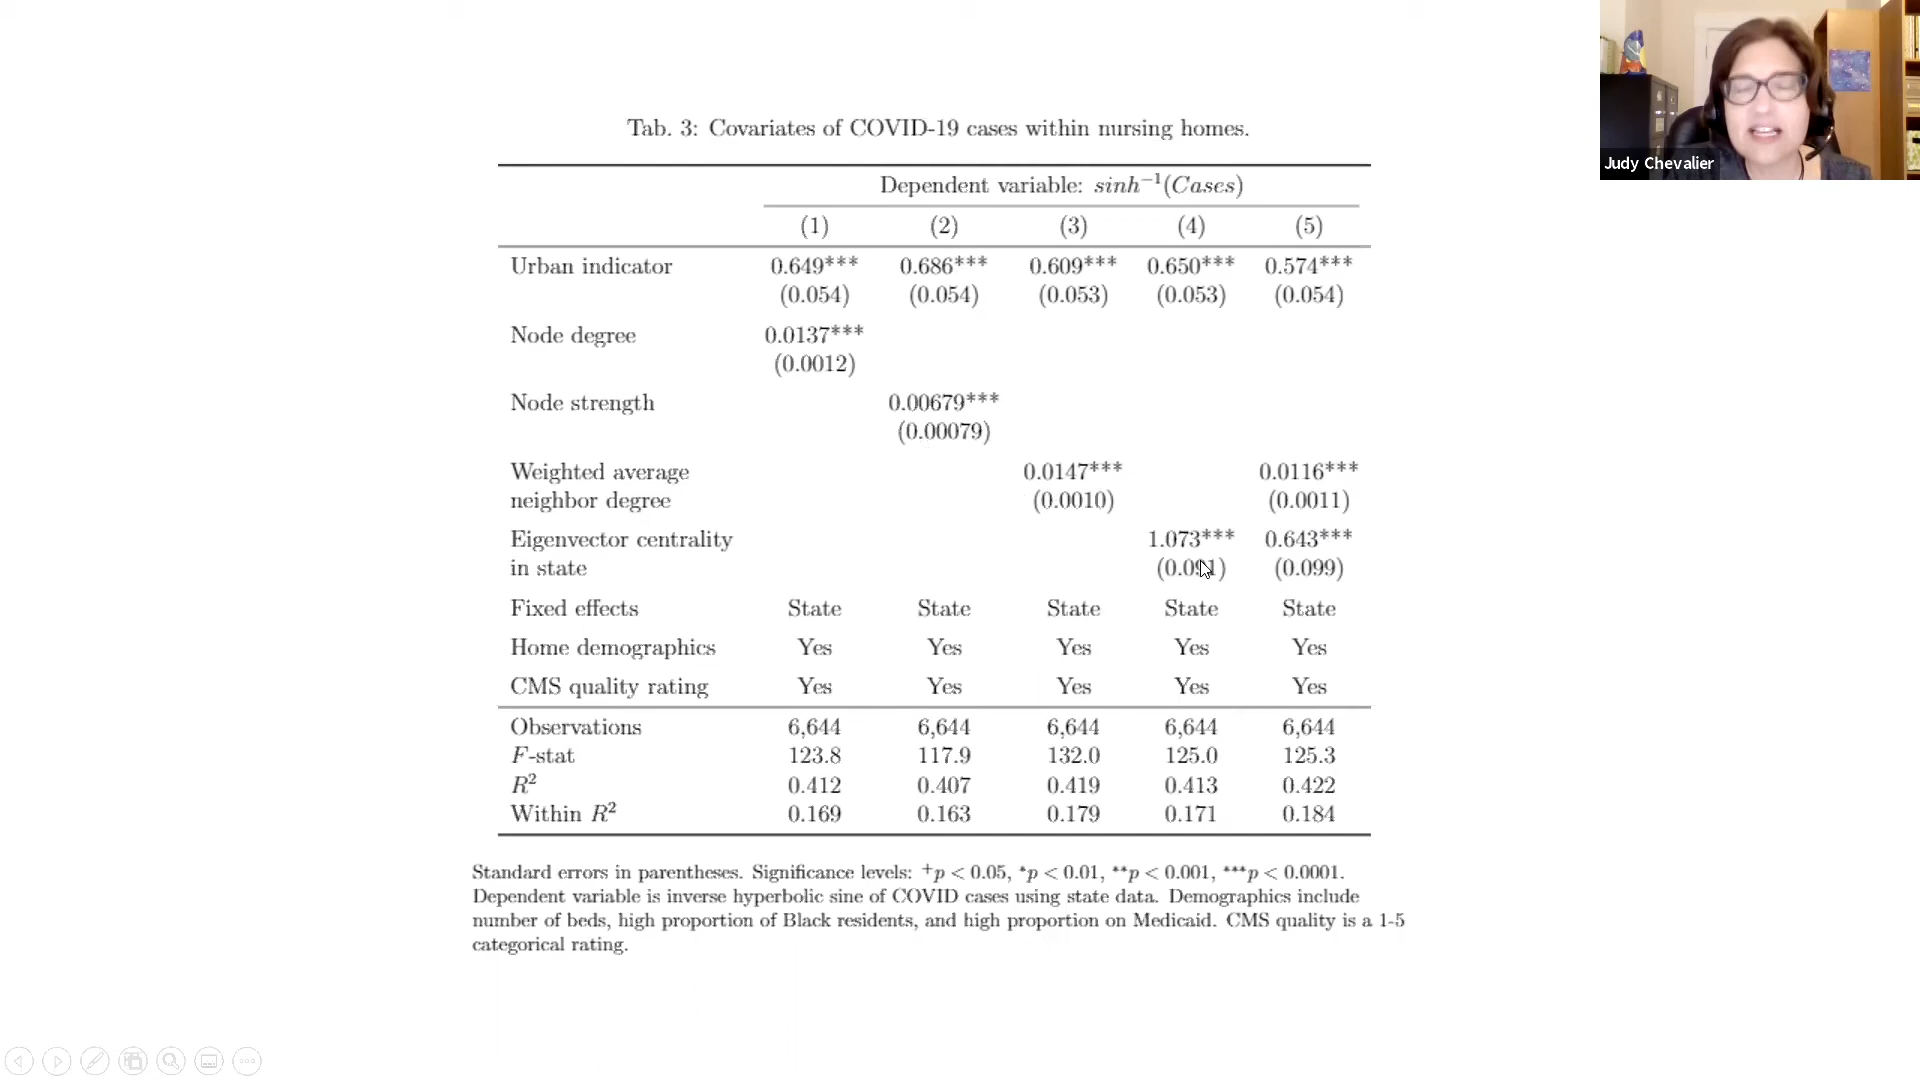 Judy Chevalier
Tab. 3: Covariates of COVID-19 cases within nursing homes.
Dependent variable: sinh⁻¹(Cases)
(1) (2) (3) (4) (5)
Urban indicator 0.649*** 0.686*** 0.609*** 0.650*** 0.574***
(0.054) (0.054) (0.053) (0.053) (0.054)
Node degree 0.0137***
(0.0012)
Node strength 0.00679***
(0.00079)
Weighted average 0.0147*** 0.0116***
neighbor degree (0.0010) (0.0011)
Eigenvector centrality 1.073*** 0.643***
in state (0.091) (0.099)
Fixed effects State State State State State
Home demographics Yes Yes Yes Yes Yes
CMS quality rating Yes Yes Yes Yes Yes
Observations 6,644 6,644 6,644 6,644 6,644
F-stat 123.8 117.9 132.0 125.0 125.3
R² 0.412 0.407 0.419 0.413 0.422
Within R² 0.169 0.163 0.179 0.171 0.184
Standard errors in parentheses. Significance levels: ⁺p < 0.05, *p < 0.01, **p < 0.001, ***p < 0.0001.
Dependent variable is inverse hyperbolic sine of COVID cases using state data. Demographics include
number of beds, high proportion of Black residents, and high proportion on Medicaid. CMS quality is a 1-5
categorical rating.